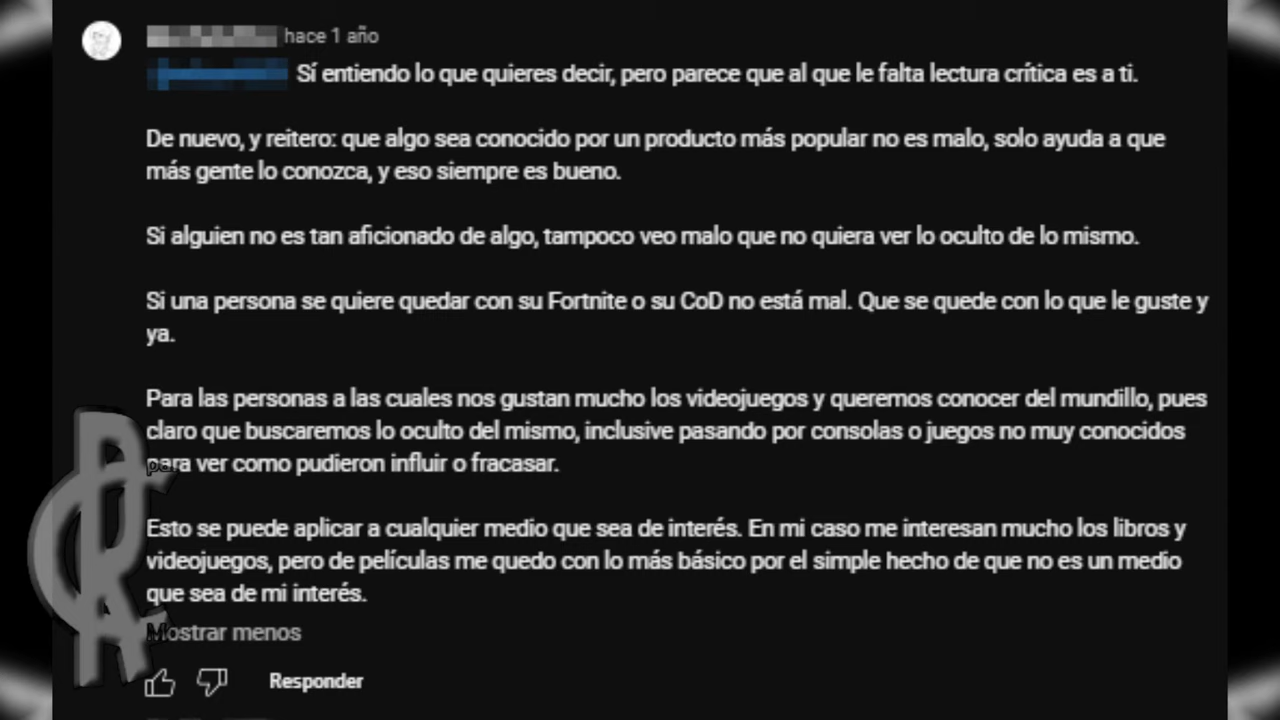 hace 1 año
Sí entiendo lo que quieres decir, pero parece que al que le falta lectura crítica es a ti.
De nuevo, y reitero: que algo sea conocido por un producto más popular no es malo, solo ayuda a que
más gente lo conozca, y eso siempre es bueno.
Si alguien no es tan aficionado de algo, tampoco veo malo que no quiera ver lo oculto de lo mismo.
Si una persona se quiere quedar con su Fortnite o su CoD no está mal. Que se quede con lo que le guste y
ya.
Para las personas a las cuales nos gustan mucho los videojuegos y queremos conocer del mundillo, pues
claro que buscaremos lo oculto del mismo, inclusive pasando por consolas o juegos no muy conocidos
para ver como pudieron influir o fracasar.
Esto se puede aplicar a cualquier medio que sea de interés. En mi caso me interesan mucho los libros y
videojuegos, pero de películas me quedo con lo más básico por el simple hecho de que no es un medio
que sea de mi interés.
Mostrar menos
Responder